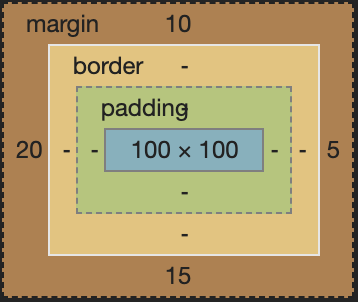 margin 10
border -
padding -
20 - - 100 × 100 - - 5
-
-
15